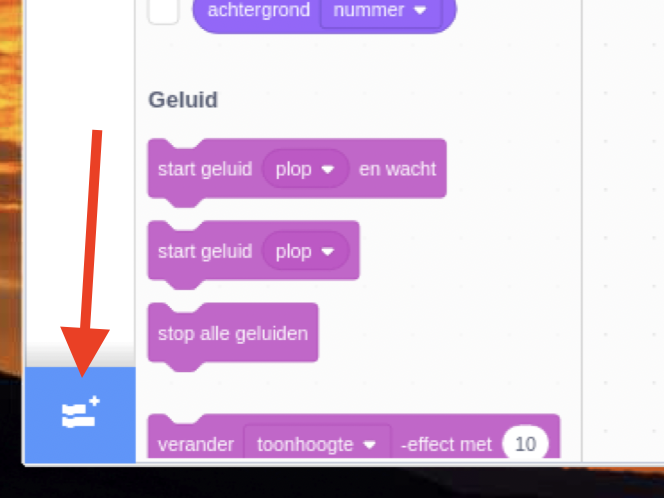 achtergrond nummer
Geluid
start geluid plop en wacht
start geluid plop
stop alle geluiden
verander toonhoogte -effect met 10